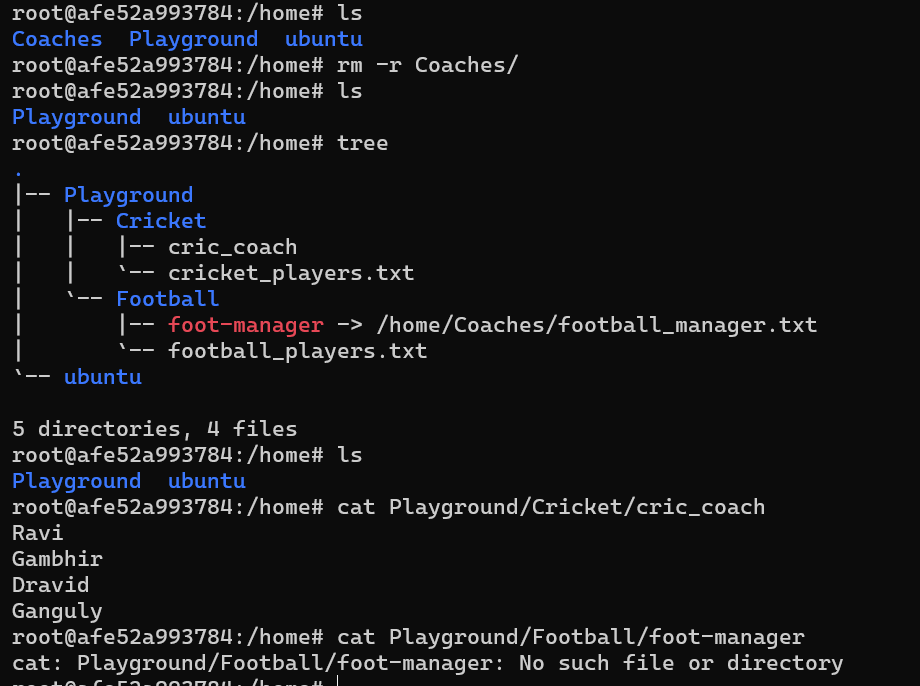 root@afe52a993784:/home# ls
Coaches  Playground  ubuntu
root@afe52a993784:/home# rm -r Coaches/
root@afe52a993784:/home# ls
Playground  ubuntu
root@afe52a993784:/home# tree
.
|-- Playground
|   |-- Cricket
|   |   |-- cric_coach
|   |   `-- cricket_players.txt
|   `-- Football
|       |-- foot-manager -> /home/Coaches/football_manager.txt
|       `-- football_players.txt
`-- ubuntu

5 directories, 4 files
root@afe52a993784:/home# ls
Playground  ubuntu
root@afe52a993784:/home# cat Playground/Cricket/cric_coach
Ravi
Gambhir
Dravid
Ganguly
root@afe52a993784:/home# cat Playground/Football/foot-manager
cat: Playground/Football/foot-manager: No such file or directory
root@afe52a993784:/home#